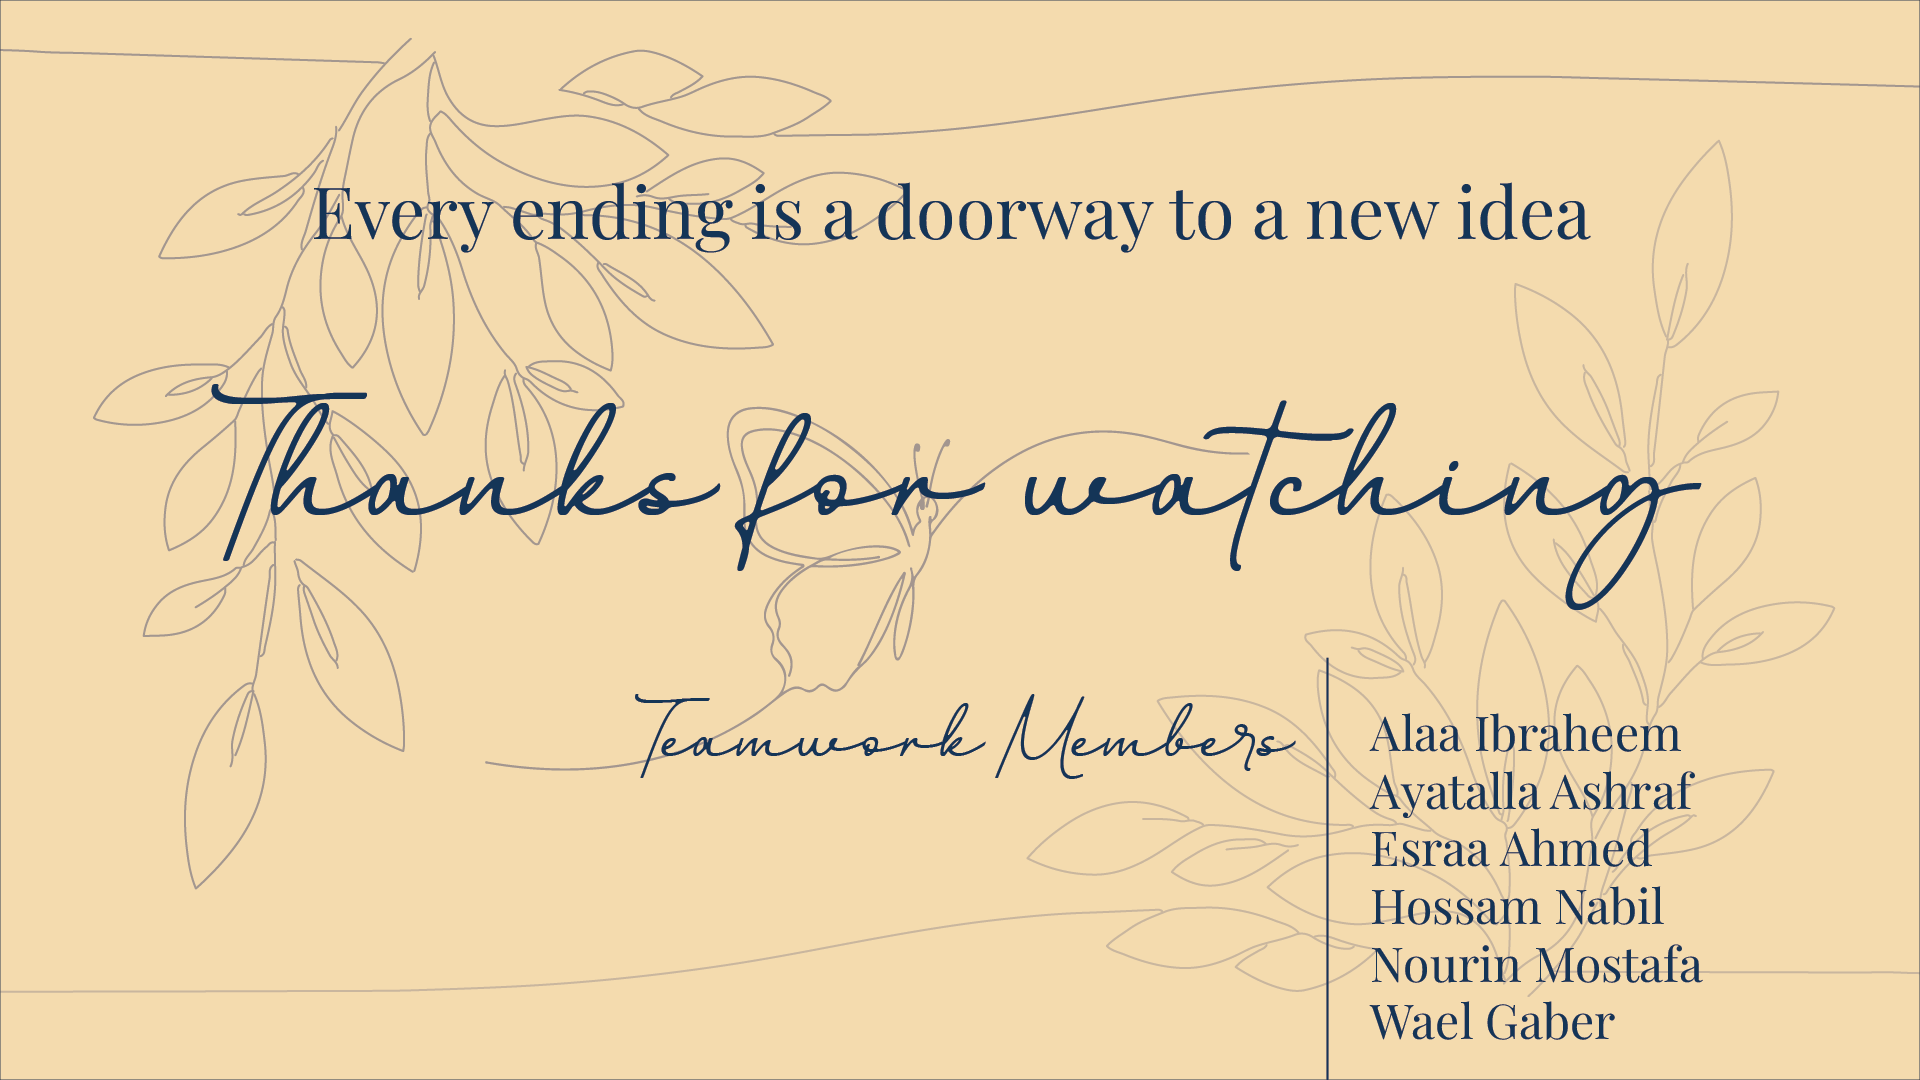 Every ending is a doorway to a new idea
Thanks for watching
Teamwork Members
Alaa Ibraheem
Ayatalla Ashraf
Esraa Ahmed
Hossam Nabil
Nourin Mostafa
Wael Gaber